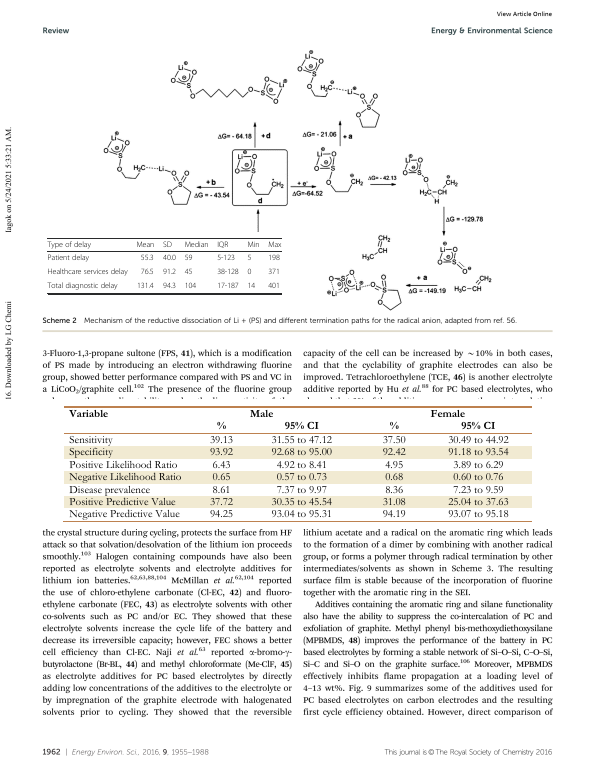 View Article Online
Review
Energy & Environmental Science
lagsk on 5/24/2021 5:33:21 AM.
16. Downloaded by LG Chemi
ΔG= - 64.18 + d
ΔG= - 21.06 + a
+ b
ΔG = - 43.54
d
+ e⁻
ΔG=-64.52
ΔG= - 42.13
ΔG = -129.78
+ a
ΔG = -149.19
Type of delay Mean SD Median IQR Min Max
Patient delay 55.3 40.0 59 5-123 5 198
Healthcare services delay 76.5 91.2 45 38-128 0 371
Total diagnostic delay 131.4 94.3 104 17-187 14 401
Scheme 2 Mechanism of the reductive dissociation of Li + (PS) and different termination paths for the radical anion, adapted from ref. 56.
3-Fluoro-1,3-propane sultone (FPS, 41), which is a modification
of PS made by introducing an electron withdrawing fluorine
group, showed better performance compared with PS and VC in
a LiCoO₃/graphite cell.¹⁰² The presence of the fluorine group
capacity of the cell can be increased by ~10% in both cases,
and that the cyclability of graphite electrodes can also be
improved. Tetrachloroethylene (TCE, 46) is another electrolyte
additive reported by Hu et al.⁸⁸ for PC based electrolytes, who
Variable Male Female
% 95% CI % 95% CI
Sensitivity 39.13 31.55 to 47.12 37.50 30.49 to 44.92
Specificity 93.92 92.68 to 95.00 92.42 91.18 to 93.54
Positive Likelihood Ratio 6.43 4.92 to 8.41 4.95 3.89 to 6.29
Negative Likelihood Ratio 0.65 0.57 to 0.73 0.68 0.60 to 0.76
Disease prevalence 8.61 7.37 to 9.97 8.36 7.23 to 9.59
Positive Predictive Value 37.72 30.35 to 45.54 31.08 25.04 to 37.63
Negative Predictive Value 94.25 93.04 to 95.31 94.19 93.07 to 95.18
the crystal structure during cycling, protects the surface from HF
attack so that solvation/desolvation of the lithium ion proceeds
smoothly.¹⁰³ Halogen containing compounds have also been
reported as electrolyte solvents and electrolyte additives for
lithium ion batteries.⁶²,⁶³,⁸⁸,¹⁰⁴ McMillan et al.⁶²,¹⁰⁴ reported
the use of chloro-ethylene carbonate (Cl-EC, 42) and fluoro-
ethylene carbonate (FEC, 43) as electrolyte solvents with other
co-solvents such as PC and/or EC. They showed that these
electrolyte solvents increase the cycle life of the battery and
decrease its irreversible capacity; however, FEC shows a better
cell efficiency than Cl-EC. Naji et al.⁶³ reported α-bromo-γ-
butyrolactone (Br-BL, 44) and methyl chloroformate (Me-ClF, 45)
as electrolyte additives for PC based electrolytes by directly
adding low concentrations of the additives to the electrolyte or
by impregnation of the graphite electrode with halogenated
solvents prior to cycling. They showed that the reversible
lithium acetate and a radical on the aromatic ring which leads
to the formation of a dimer by combining with another radical
group, or forms a polymer through radical termination by other
intermediates/solvents as shown in Scheme 3. The resulting
surface film is stable because of the incorporation of fluorine
together with the aromatic ring in the SEI.
Additives containing the aromatic ring and silane functionality
also have the ability to suppress the co-intercalation of PC and
exfoliation of graphite. Methyl phenyl bis-methoxydiethoxysilane
(MPBMDS, 48) improves the performance of the battery in PC
based electrolytes by forming a stable network of Si–O–Si, C–O–Si,
Si–C and Si–O on the graphite surface.¹⁰⁶ Moreover, MPBMDS
effectively inhibits flame propagation at a loading level of
4–13 wt%. Fig. 9 summarizes some of the additives used for
PC based electrolytes on carbon electrodes and the resulting
first cycle efficiency obtained. However, direct comparison of
1962 | Energy Environ. Sci., 2016, 9, 1955–1988
This journal is © The Royal Society of Chemistry 2016